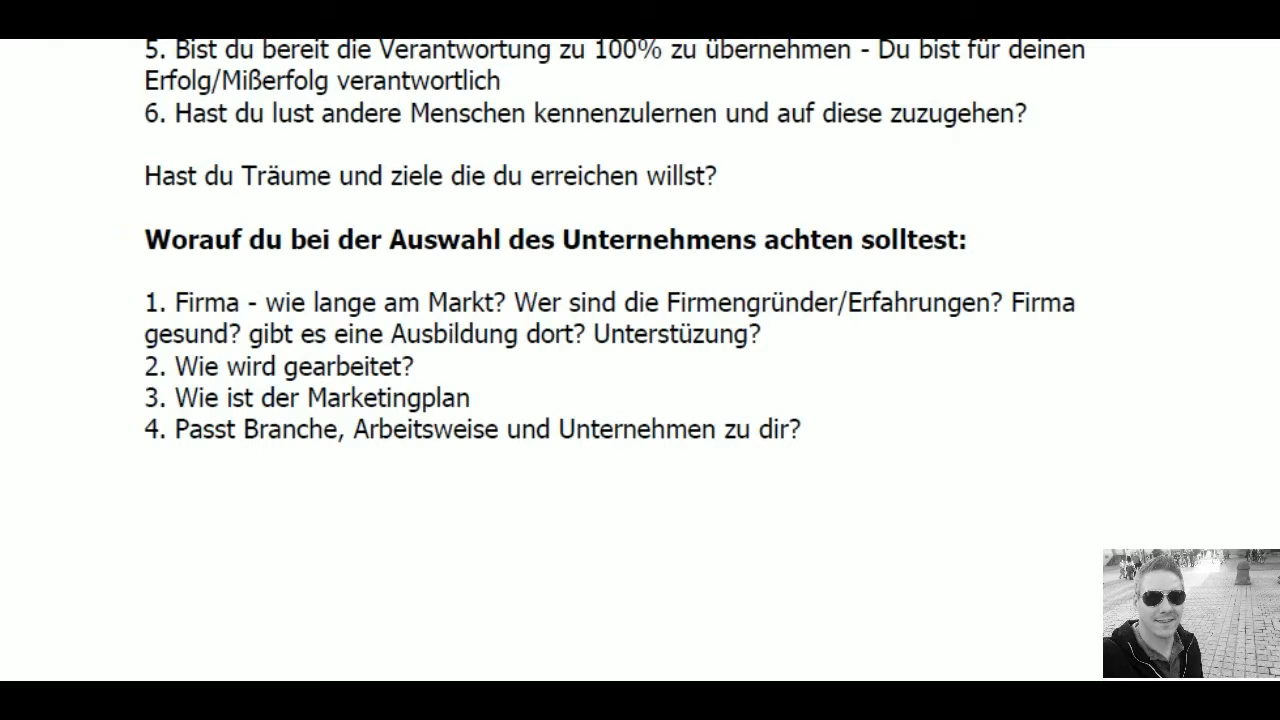 5. Bist du bereit die Verantwortung zu 100% zu übernehmen - Du bist für deinen
Erfolg/Mißerfolg verantwortlich
6. Hast du lust andere Menschen kennenzulernen und auf diese zuzugehen?
Hast du Träume und ziele die du erreichen willst?
Worauf du bei der Auswahl des Unternehmens achten solltest:
1. Firma - wie lange am Markt? Wer sind die Firmengründer/Erfahrungen? Firma
gesund? gibt es eine Ausbildung dort? Unterstüzung?
2. Wie wird gearbeitet?
3. Wie ist der Marketingplan
4. Passt Branche, Arbeitsweise und Unternehmen zu dir?